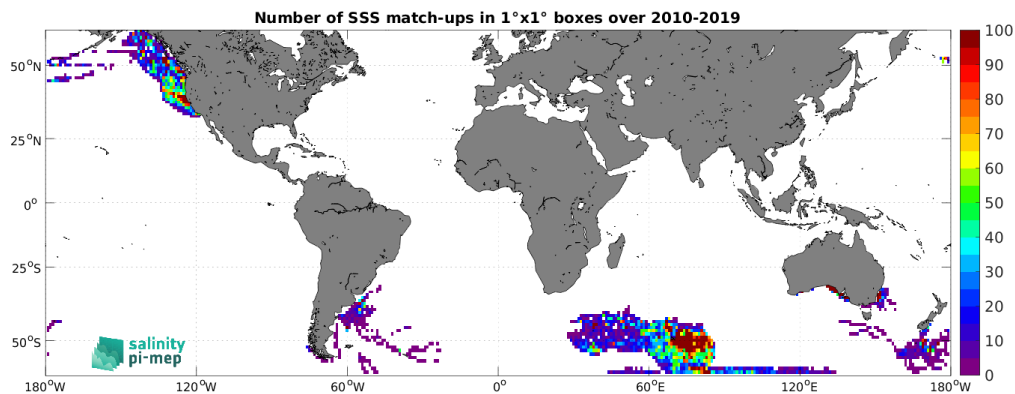 Number of SSS match-ups in 1°x1° boxes over 2010-2019
50°N
25°N
0°
25°S
50°S
180°W
120°W
60°W
0°
60°E
120°E
180°W
100
90
80
70
60
50
40
30
20
10
0
salinity
pi-mep